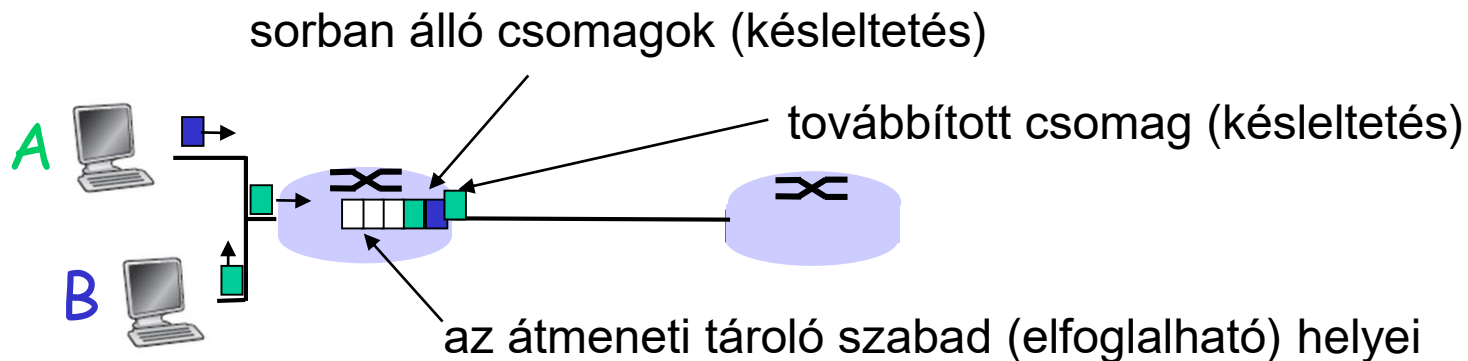 sorban álló csomagok (késleltetés)
továbbított csomag (késleltetés)
A
B
az átmeneti tároló szabad (elfoglalható) helyei